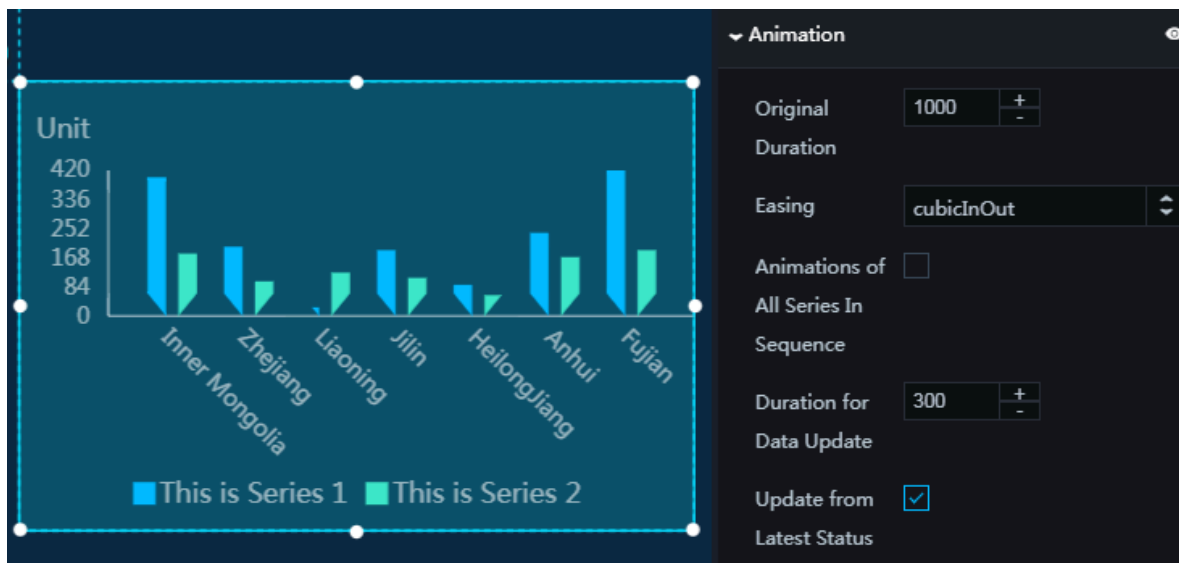 Animation
Unit
420
336
252
168
84
0
Inner Mongolia
Zhejiang
Liaoning
Jilin
HeilongJiang
Anhui
Fujian
This is Series 1
This is Series 2
Original
Duration
1000
+
-
Easing
cubicInOut
Animations of
All Series In
Sequence
Duration for
Data Update
300
+
-
Update from
Latest Status